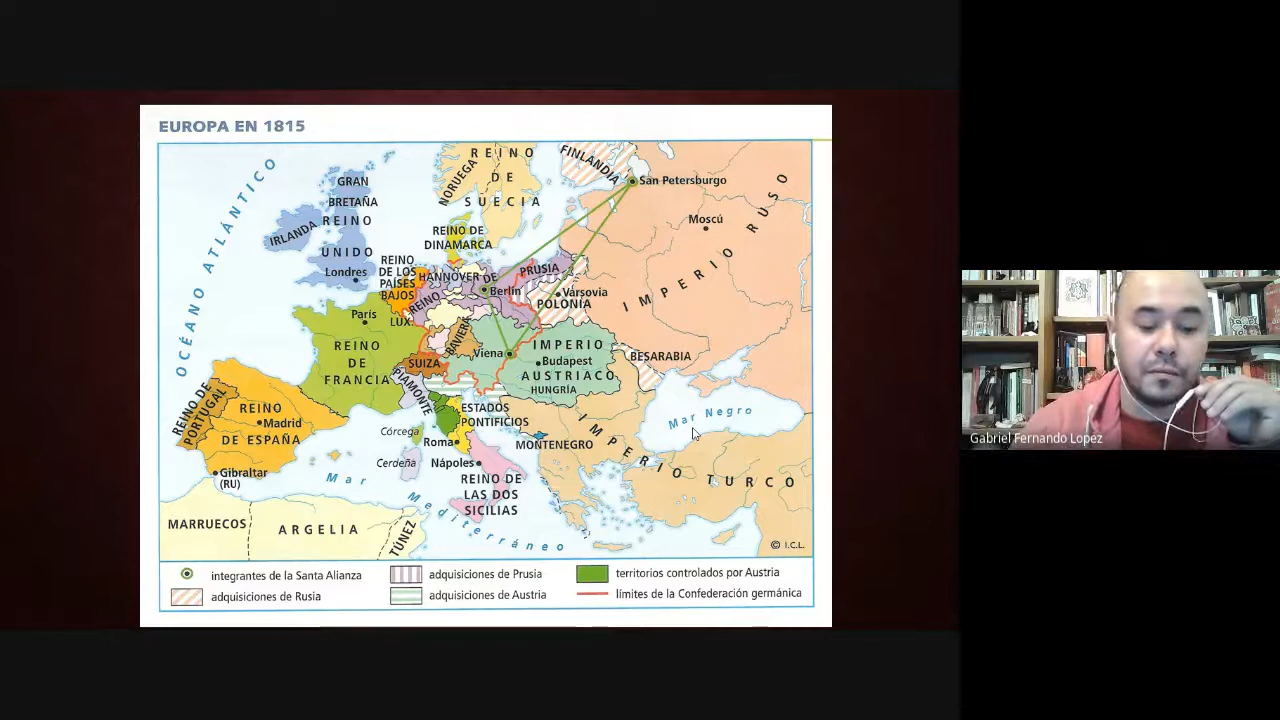 EUROPA EN 1815
OCÉANO ATLÁNTICO
GRAN
BRETAÑA
REINO
UNIDO
IRLANDA
Londres
NORUEGA
REINO
DE
SUECIA
FINLANDIA
San Petersburgo
Moscú
IMPERIO RUSO
REINO DE
DINAMARCA
REINO
DE LOS
PAÍSES
BAJOS
HANNOVER
REINO DE
PRUSIA
Berlín
Varsovia
POLONIA
LUX.
París
REINO
DE
FRANCIA
BAVIERA
SUIZA
Viena
IMPERIO
Budapest
AUSTRIACO
HUNGRÍA
BESARABIA
PIAMONTE
REINO DE
PORTUGAL
REINO
Madrid
DE ESPAÑA
Gibraltar
(RU)
Córcega
Cerdeña
ESTADOS
PONTIFICIOS
Roma
Nápoles
MONTENEGRO
REINO DE
LAS DOS
SICILIAS
Mar Negro
IMPERIO TURCO
Mar Mediterráneo
MARRUECOS
ARGELIA
TÚNEZ
© I.C.L.
integrantes de la Santa Alianza
adquisiciones de Prusia
territorios controlados por Austria
adquisiciones de Rusia
adquisiciones de Austria
límites de la Confederación germánica
Gabriel Fernando Lopez